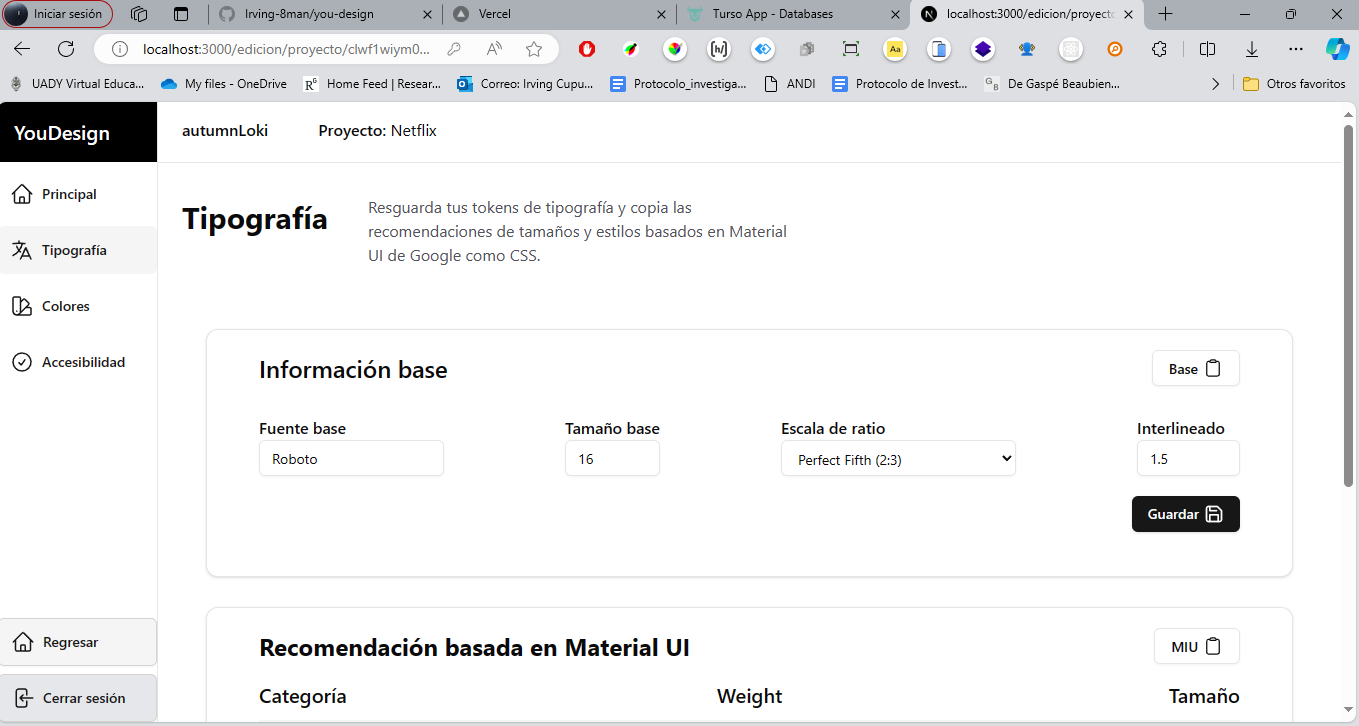 Iniciar sesión
Irving-8man/you-design
Vercel
Turso App - Databases
localhost:3000/edicion/proyecto
localhost:3000/edicion/proyecto/clwf1wiym0...
UADY Virtual Educa...
My files - OneDrive
Home Feed | Resear...
Correo: Irving Cupu...
Protocolo_investiga...
ANDI
Protocolo de Invest...
De Gaspé Beaubien...
Otros favoritos
YouDesign
autumnLoki
Proyecto: Netflix
Principal
Tipografía
Colores
Accesibilidad
Regresar
Cerrar sesión
Tipografía
Resguarda tus tokens de tipografía y copia las
recomendaciones de tamaños y estilos basados en Material
UI de Google como CSS.
Información base
Base
Fuente base
Tamaño base
Escala de ratio
Interlineado
Roboto
16
Perfect Fifth (2:3)
1.5
Guardar
Recomendación basada en Material UI
MIU
Categoría
Weight
Tamaño